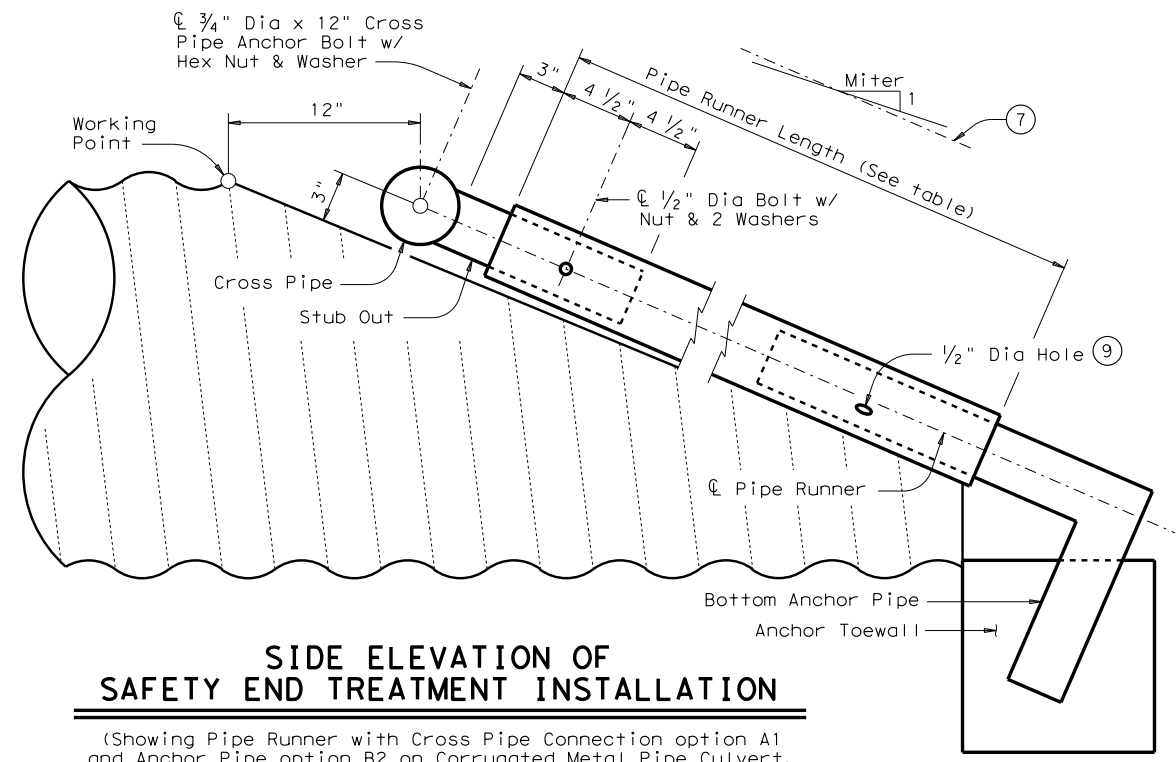 ℄ ¾" Dia x 12" Cross
Pipe Anchor Bolt w/
Hex Nut & Washer
12"
Working
Point
3"
3"
4 ½"
4 ½"
Pipe Runner Length (See table)
Miter
1
7
℄ ½" Dia Bolt w/
Nut & 2 Washers
Cross Pipe
Stub Out
½" Dia Hole 9
℄ Pipe Runner
Bottom Anchor Pipe
Anchor Toewall
SIDE ELEVATION OF
SAFETY END TREATMENT INSTALLATION
(Showing Pipe Runner with Cross Pipe Connection option A1
and Anchor Pipe option B2 on Corrugated Metal Pipe Culvert.